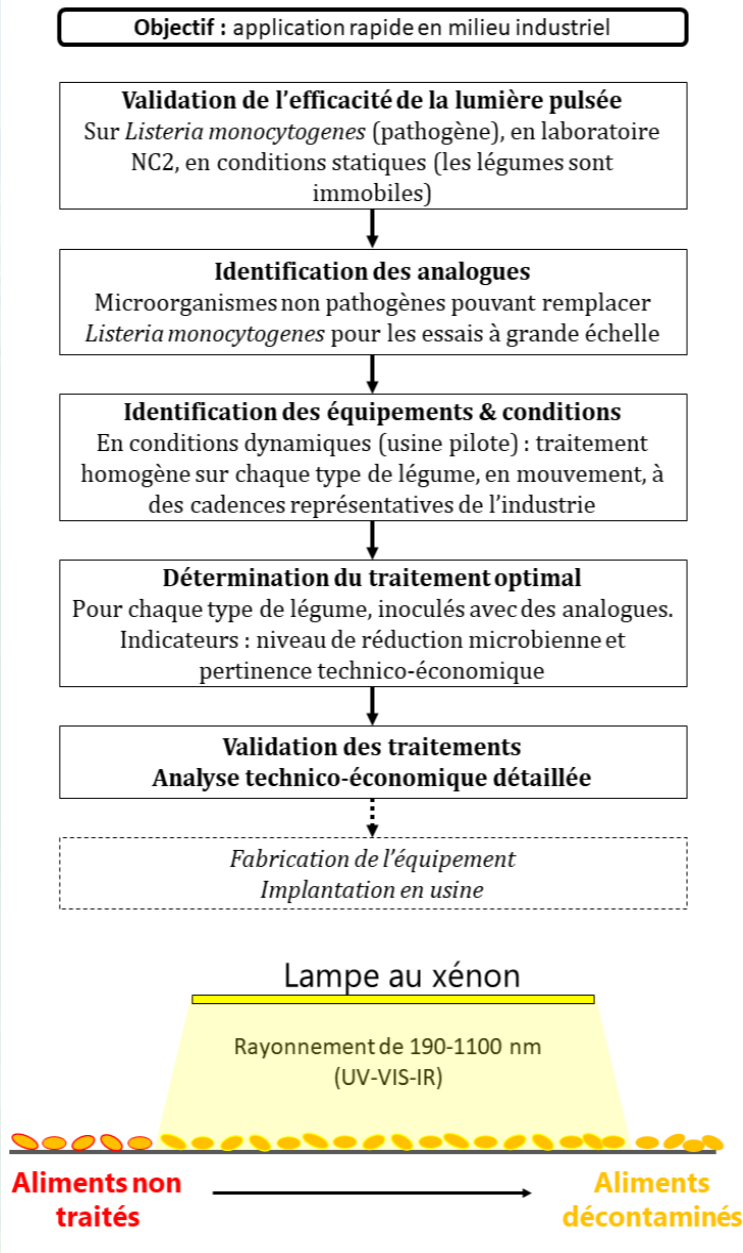 Objectif : application rapide en milieu industriel
Validation de l'efficacité de la lumière pulsée
Sur Listeria monocytogenes (pathogène), en laboratoire
NC2, en conditions statiques (les légumes sont
immobiles)
Identification des analogues
Microorganismes non pathogènes pouvant remplacer
Listeria monocytogenes pour les essais à grande échelle
Identification des équipements & conditions
En conditions dynamiques (usine pilote) : traitement
homogène sur chaque type de légume, en mouvement, à
des cadences représentatives de l'industrie
Détermination du traitement optimal
Pour chaque type de légume, inoculés avec des analogues.
Indicateurs : niveau de réduction microbienne et
pertinence technico-économique
Validation des traitements
Analyse technico-économique détaillée
Fabrication de l'équipement
Implantation en usine
Lampe au xénon
Rayonnement de 190-1100 nm
(UV-VIS-IR)
Aliments non
traités
Aliments
décontaminés